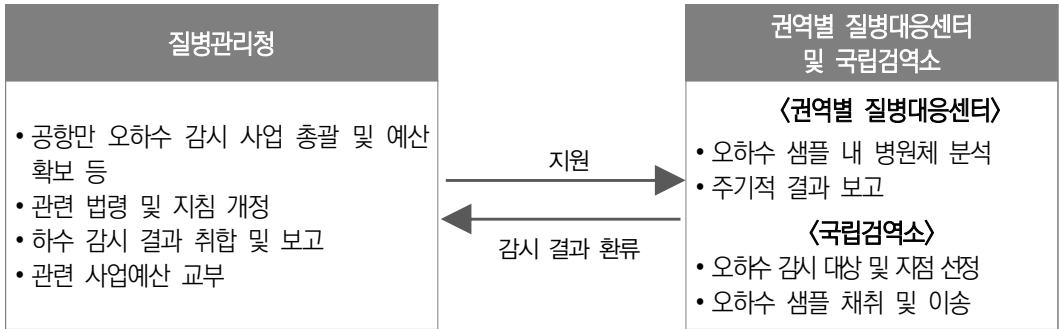 질병관리청
• 공항만 오하수 감시 사업 총괄 및 예산
확보 등
• 관련 법령 및 지침 개정
• 하수 감시 결과 취합 및 보고
• 관련 사업예산 교부
지원
감시 결과 환류
권역별 질병대응센터
및 국립검역소
〈권역별 질병대응센터〉
• 오하수 샘플 내 병원체 분석
• 주기적 결과 보고
〈국립검역소〉
• 오하수 감시 대상 및 지점 선정
• 오하수 샘플 채취 및 이송